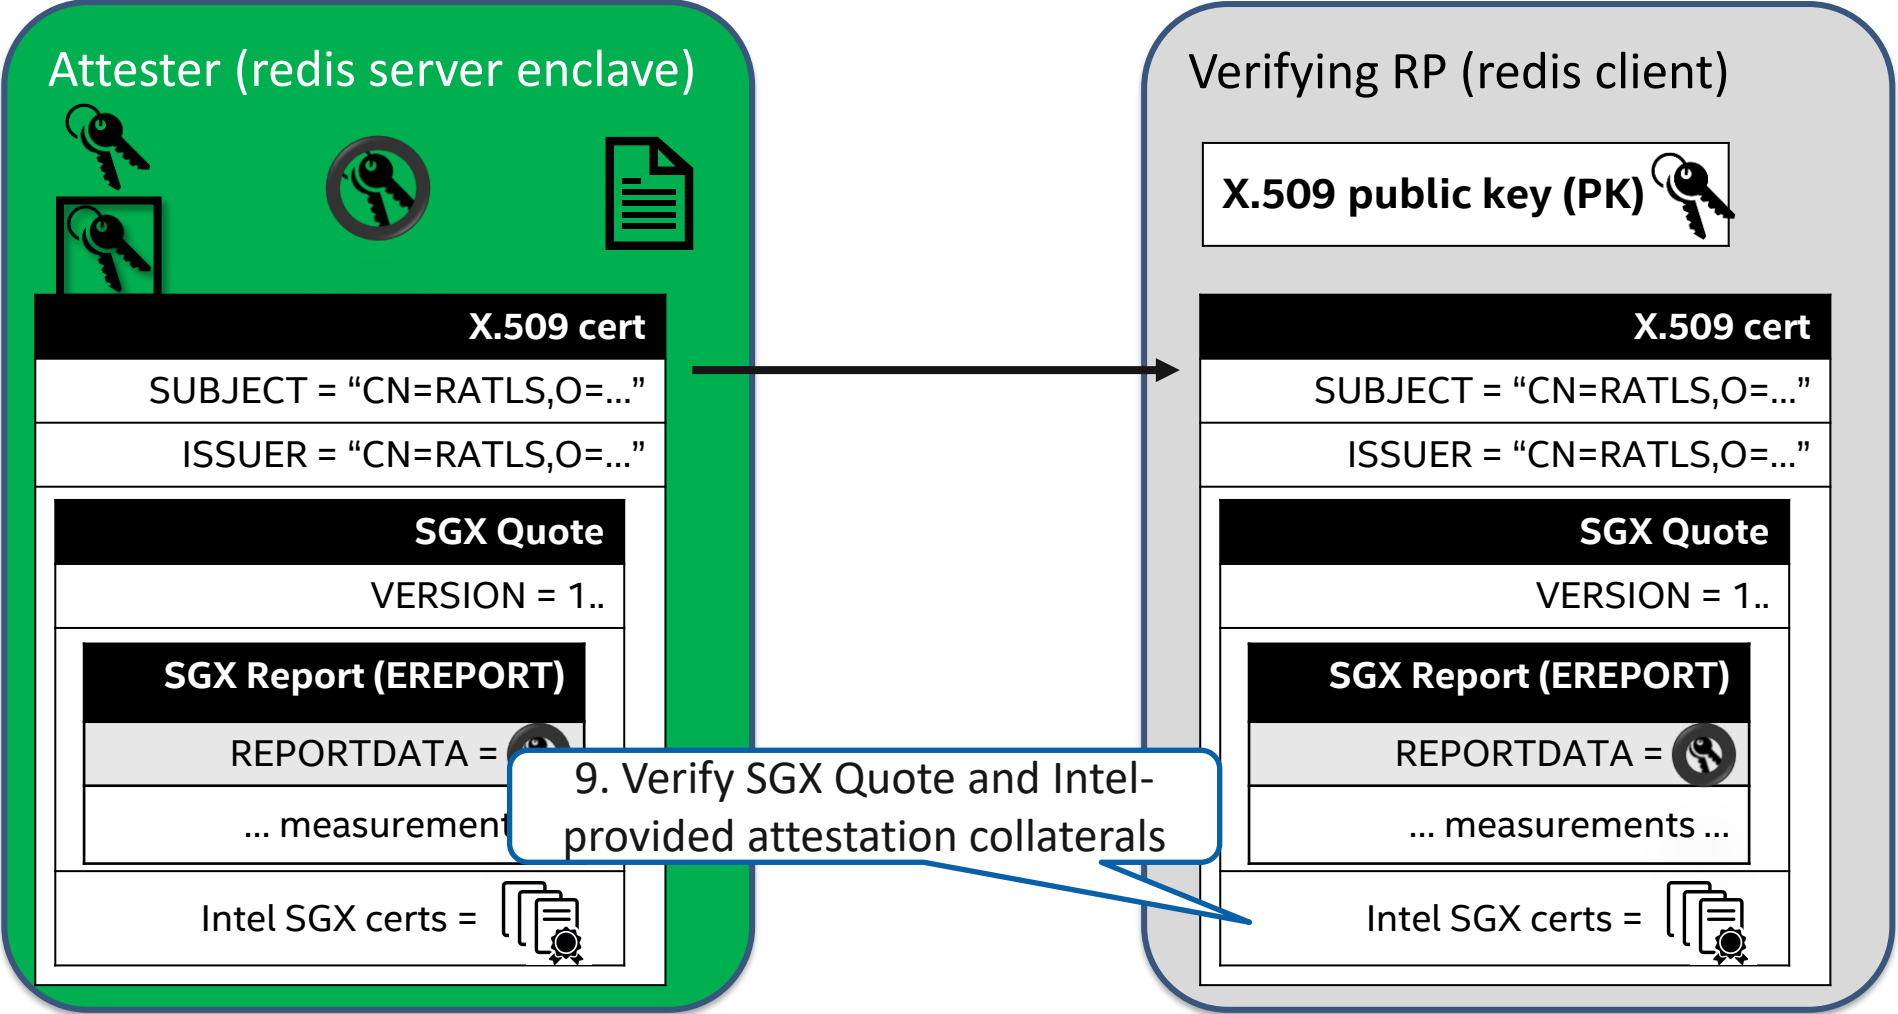 Attester (redis server enclave)
X.509 cert
SUBJECT = “CN=RATLS,O=...”
ISSUER = “CN=RATLS,O=...”
SGX Quote
VERSION = 1..
SGX Report (EREPORT)
REPORTDATA =
...
Intel SGX certs =
9. Verify SGX Quote and Intel-
provided attestation collaterals
Verifying RP (redis client)
X.509 public key (PK)
X.509 cert
SUBJECT = “CN=RATLS,O=...”
ISSUER = “CN=RATLS,O=...”
SGX Quote
VERSION = 1..
SGX Report (EREPORT)
REPORTDATA =
... measurements ...
Intel SGX certs =